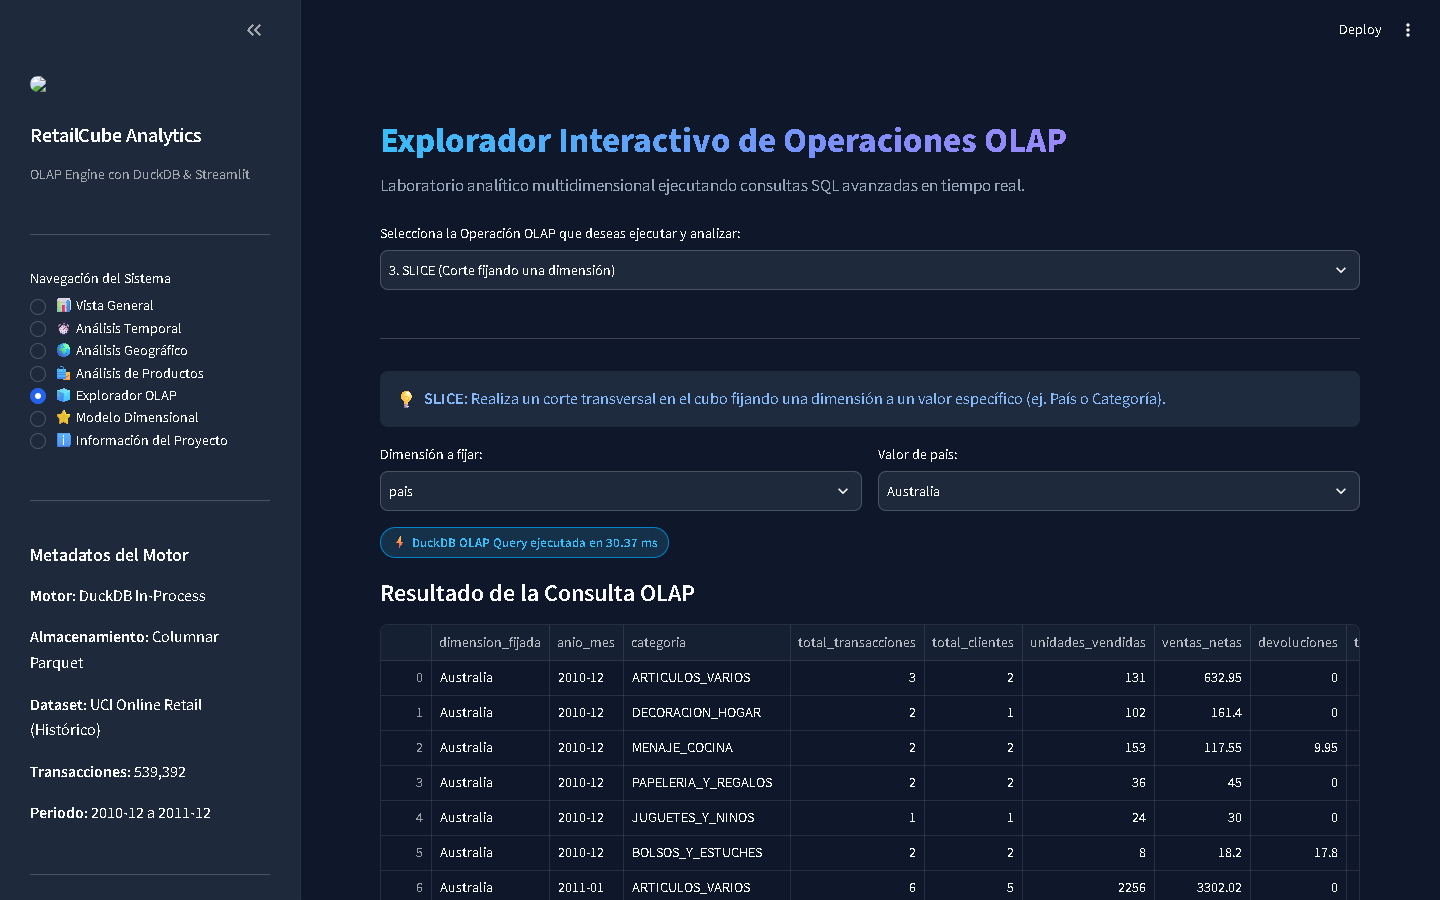 Deploy
RetailCube Analytics
OLAP Engine con DuckDB & Streamlit
Navegación del Sistema
Vista General
Análisis Temporal
Análisis Geográfico
Análisis de Productos
Explorador OLAP
Modelo Dimensional
Información del Proyecto
Metadatos del Motor
Motor: DuckDB In-Process
Almacenamiento: Columnar
Parquet
Dataset: UCI Online Retail
(Histórico)
Transacciones: 539,392
Periodo: 2010-12 a 2011-12
Explorador Interactivo de Operaciones OLAP
Laboratorio analítico multidimensional ejecutando consultas SQL avanzadas en tiempo real.
Selecciona la Operación OLAP que deseas ejecutar y analizar:
3. SLICE (Corte fijando una dimensión)
SLICE: Realiza un corte transversal en el cubo fijando una dimensión a un valor específico (ej. País o Categoría).
Dimensión a fijar: Valor de pais:
pais Australia
DuckDB OLAP Query ejecutada en 30.37 ms
Resultado de la Consulta OLAP
dimension_fijada anio_mes categoria total_transacciones total_clientes unidades_vendidas ventas_netas devoluciones t
0 Australia 2010-12 ARTICULOS_VARIOS 3 2 131 632.95 0
1 Australia 2010-12 DECORACION_HOGAR 2 1 102 161.4 0
2 Australia 2010-12 MENAJE_COCINA 2 2 153 117.55 9.95
3 Australia 2010-12 PAPELERIA_Y_REGALOS 2 2 36 45 0
4 Australia 2010-12 JUGUETES_Y_NINOS 1 1 24 30 0
5 Australia 2010-12 BOLSOS_Y_ESTUCHES 2 2 8 18.2 17.8
6 Australia 2011-01 ARTICULOS_VARIOS 6 5 2256 3302.02 0